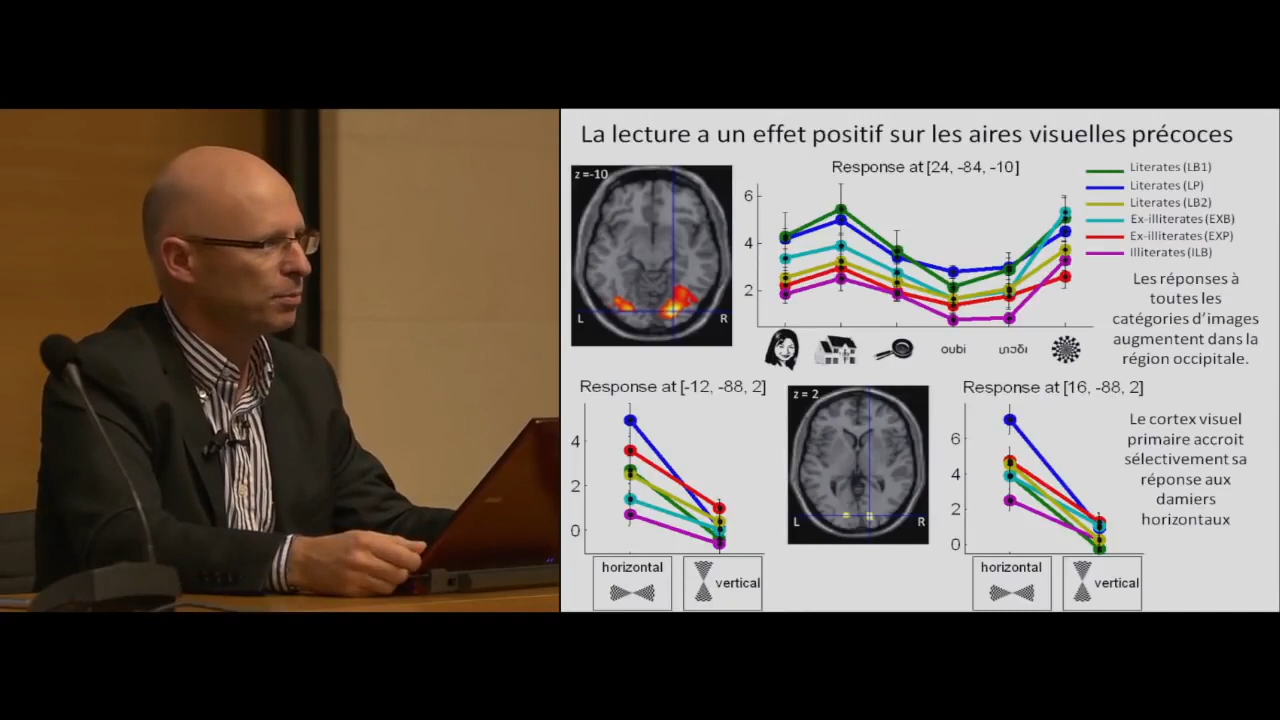 La lecture a un effet positif sur les aires visuelles précoces
z =-10
L
R
Response at [24, -84, -10]
6
4
2
oubi
Literates (LB1)
Literates (LP)
Literates (LB2)
Ex-illiterates (EXB)
Ex-illiterates (EXP)
Illiterates (ILB)
Les réponses à
toutes les
catégories d'images
augmentent dans la
région occipitale.
Response at [-12, -88, 2]
4
2
0
horizontal
vertical
z = 2
L
R
Response at [16, -88, 2]
6
4
2
0
horizontal
vertical
Le cortex visuel
primaire accroit
sélectivement sa
réponse aux
damiers
horizontaux